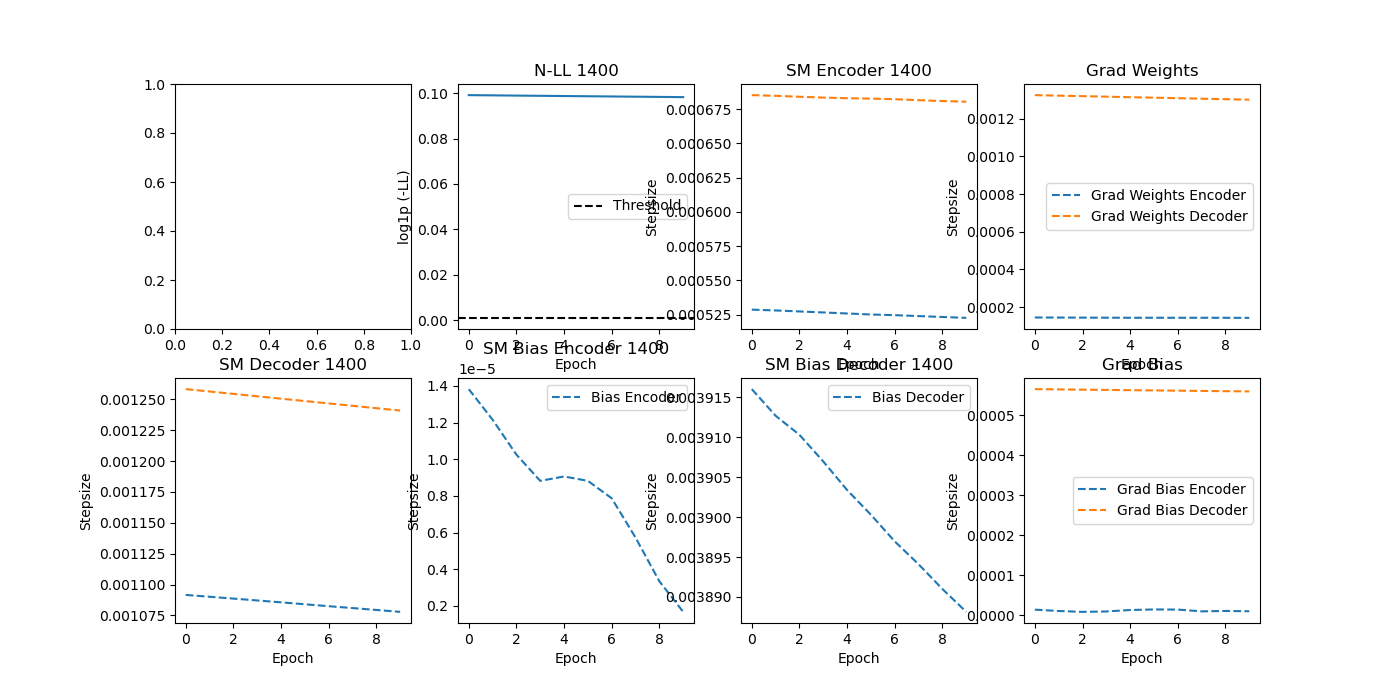 N-LL 1400
SM Encoder 1400
Grad Weights
1.0
0.8
0.6
0.4
0.2
0.0
0.0 0.2 0.4 0.6 0.8 1.0
log1p (-LL)
0.10
0.08
0.06
0.04
0.02
0.00
Threshold
0 2 4 6 8
Epoch
Stepsize
0.000675
0.000650
0.000625
0.000600
0.000575
0.000550
0.000525
0 2 4 6 8
Epoch
Stepsize
0.0012
0.0010
0.0008
0.0006
0.0004
0.0002
Grad Weights Encoder
Grad Weights Decoder
0 2 4 6 8
Epoch
SM Decoder 1400
Stepsize
0.001250
0.001225
0.001200
0.001175
0.001150
0.001125
0.001100
0.001075
0 2 4 6 8
Epoch
SM Bias Encoder 1400
1e−5
Stepsize
1.4
1.2
1.0
0.8
0.6
0.4
0.2
Bias Encoder
0 2 4 6 8
Epoch
SM Bias Decoder 1400
Stepsize
0.003915
0.003910
0.003905
0.003900
0.003895
0.003890
Bias Decoder
0 2 4 6 8
Epoch
Grad Bias
Stepsize
0.0005
0.0004
0.0003
0.0002
0.0001
0.0000
Grad Bias Encoder
Grad Bias Decoder
0 2 4 6 8
Epoch